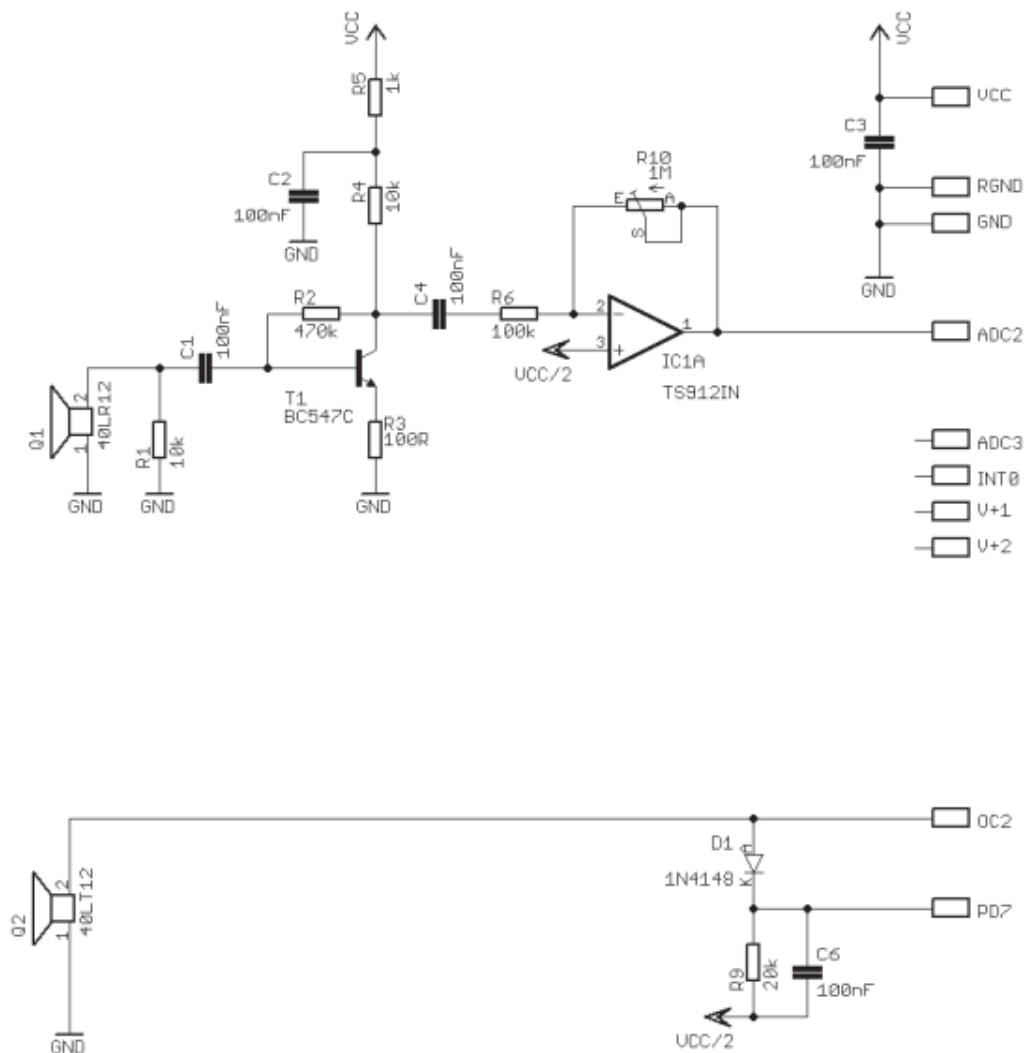 VCC
VCC
R5
1k
VCC
C3
100nF
R10
1M
C2
100nF
R4
10k
E
A
S
RGND
GND
GND
GND
C4
100nF
R2
470k
R6
100k
C1
100nF
2
-
3
+
1
ADC2
VCC/2
IC1A
TS912IN
T1
BC547C
Q1
2
1
40LR12
R1
10k
R3
100R
ADC3
INT0
V+1
V+2
GND
GND
GND
OC2
D1
A
1N4148
K
PD7
Q2
2
1
40LT12
R9
20k
C6
100nF
VCC/2
GND